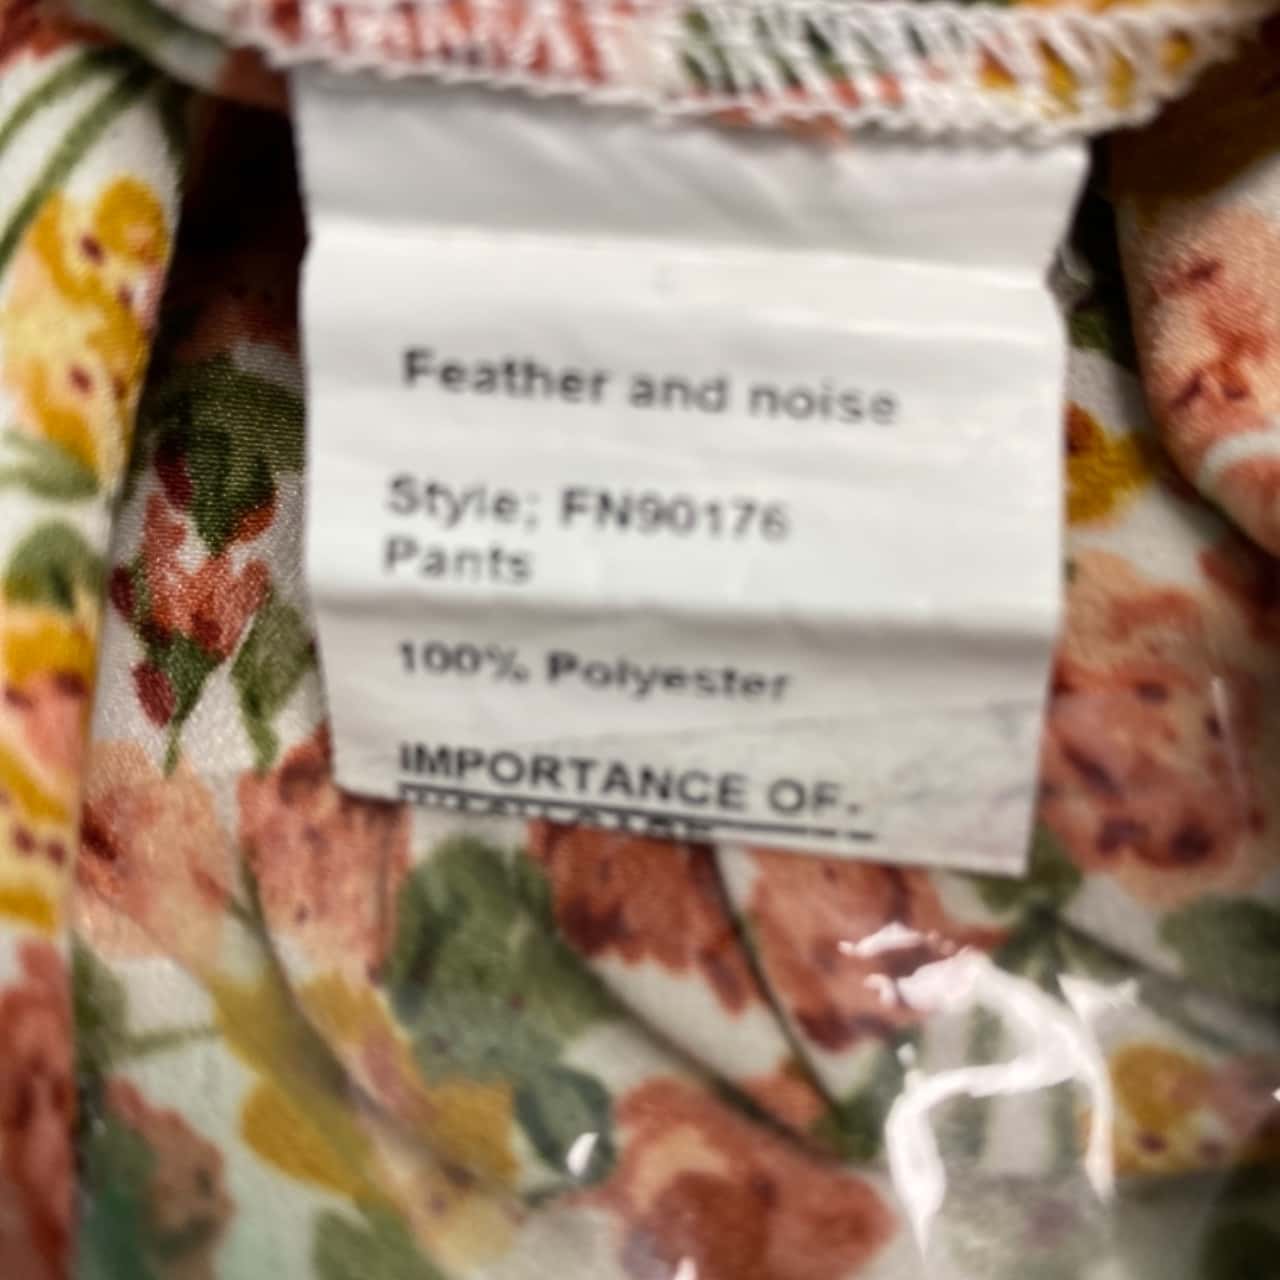 Feather and noise
Style; FN90176
Pants
100% Polyester
IMPORTANCE OF-